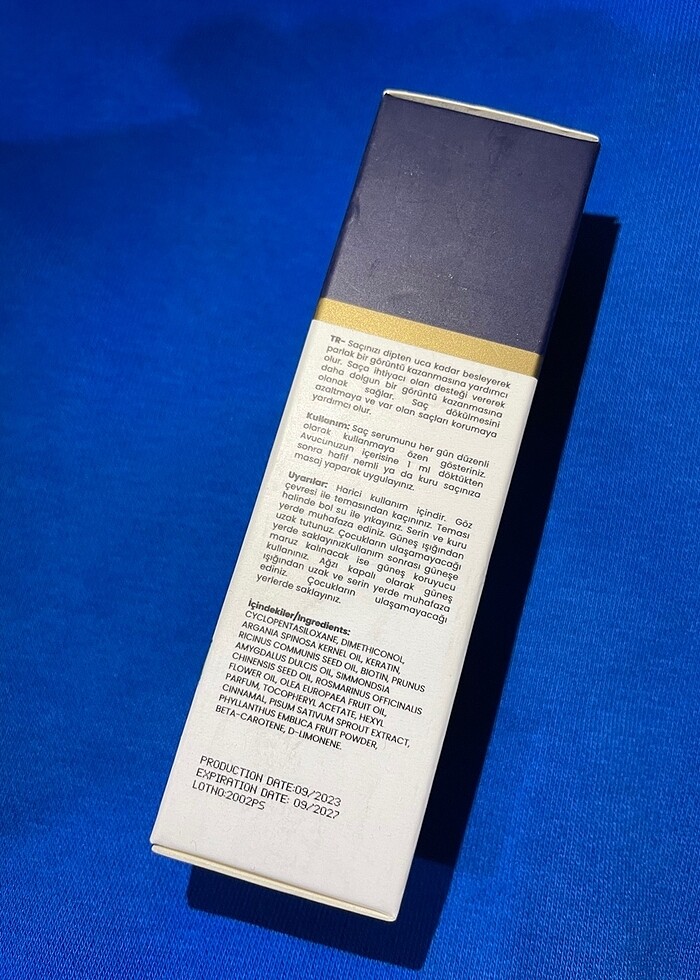 TR- Saçınızı dipten uca kadar besleyerek
parlak bir görüntü kazanmasına yardımcı
olur. Saça ihtiyacı olan desteği vererek
daha dolgun bir görüntü kazanmasına
olanak sağlar. Saç dökülmesini
azaltmaya ve var olan saçları korumaya
yardımcı olur.
Kullanım: Saç serumunu her gün düzenli
olarak kullanmaya özen gösteriniz.
Avucunuzun içerisine 1 ml döktükten
sonra hafif nemli ya da kuru saçınıza
masaj yaparak uygulayınız.
Uyarılar: Harici kullanım içindir. Göz
çevresi ile temasından kaçınınız. Teması
halinde bol su ile yıkayınız. Serin ve kuru
yerde muhafaza ediniz. Güneş ışığından
uzak tutunuz. Çocukların ulaşamayacağı
yerde saklayınızKullanım sonrası güneşe
maruz kalınacak ise güneş koruyucu
kullanınız. Ağzı kapalı olarak güneş
ışığından uzak ve serin yerde muhafaza
ediniz. Çocukların ulaşamayacağı
yerlerde saklayınız.
İçindekiler/Ingredients:
CYCLOPENTASILOXANE, DIMETHICONOL,
ARGANIA SPINOSA KERNEL OIL, KERATIN,
RICINUS COMMUNIS SEED OIL, BIOTIN, PRUNUS
AMYGDALUS DULCIS OIL, SIMMONDSIA
CHINENSIS SEED OIL, ROSMARINUS OFFICINALIS
FLOWER OIL, OLEA EUROPAEA FRUIT OIL,
PARFUM, TOCOPHERYL ACETATE, HEXYL
CINNAMAL, PISUM SATIVUM SPROUT EXTRACT,
PHYLLANTHUS EMBLICA FRUIT POWDER,
BETA-CAROTENE, D-LIMONENE.
PRODUCTION DATE:09/2023
EXPIRATION DATE: 09/2027
LOTNO:2002PS